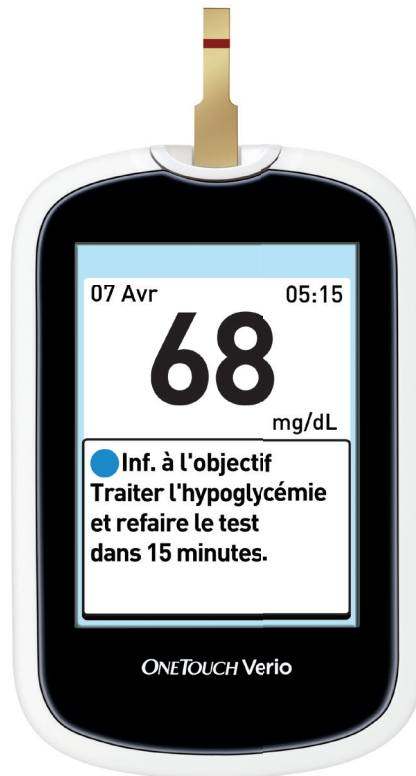 07 Avr 05:15
68
mg/dL
Inf. à l'objectif
Traiter l'hypoglycémie
et refaire le test
dans 15 minutes.
ONETOUCH Verio